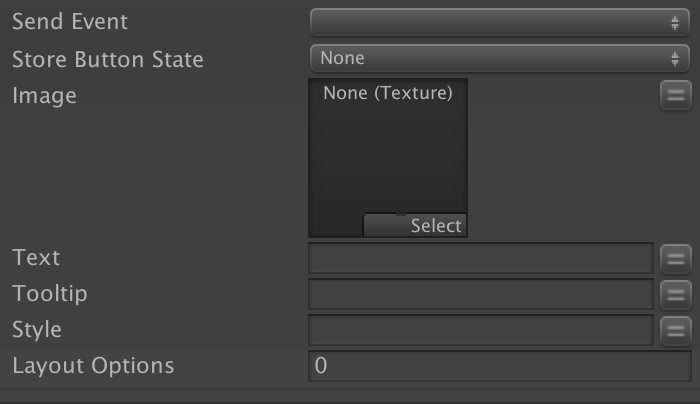 Send Event
Store Button State
None
Image
None (Texture)
Select
Text
Tooltip
Style
Layout Options
0